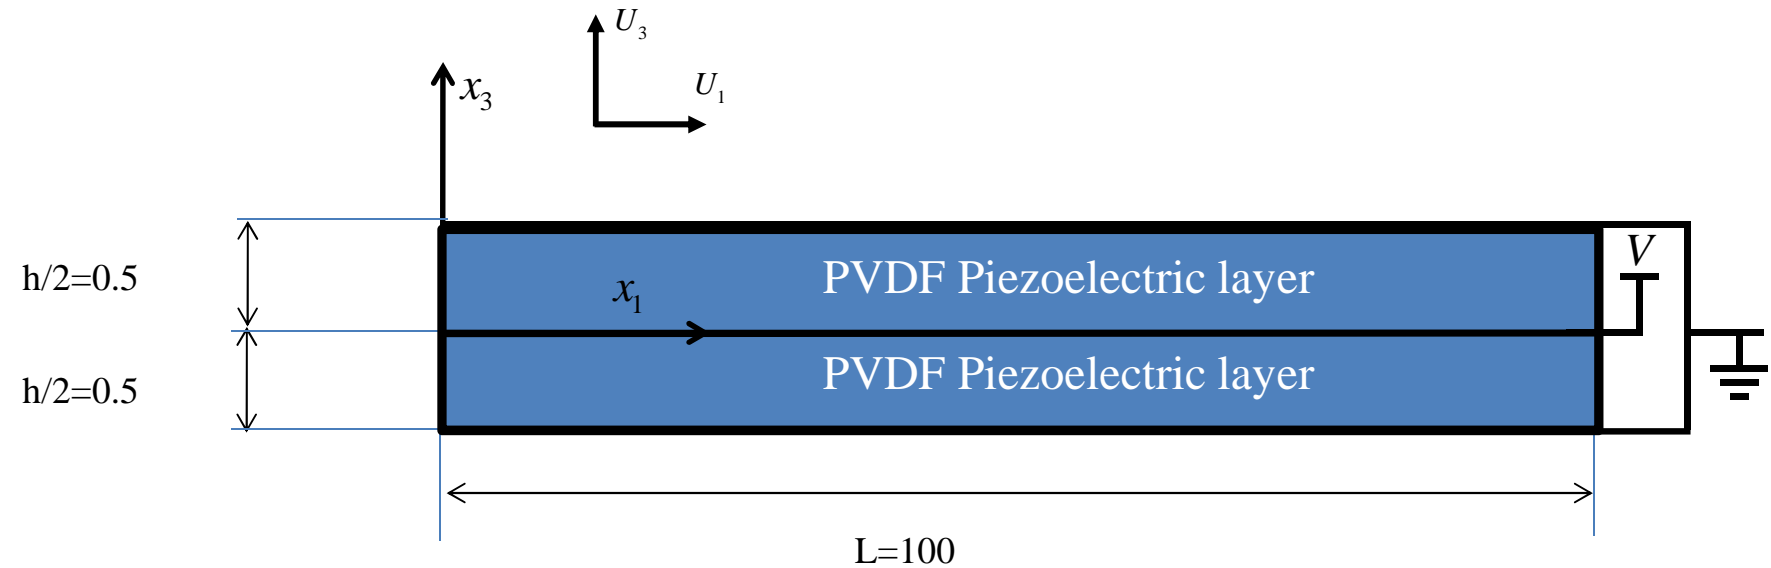 U₃
U₁
x₃
V
h/2=0.5
PVDF Piezoelectric layer
x₁
PVDF Piezoelectric layer
h/2=0.5
L=100